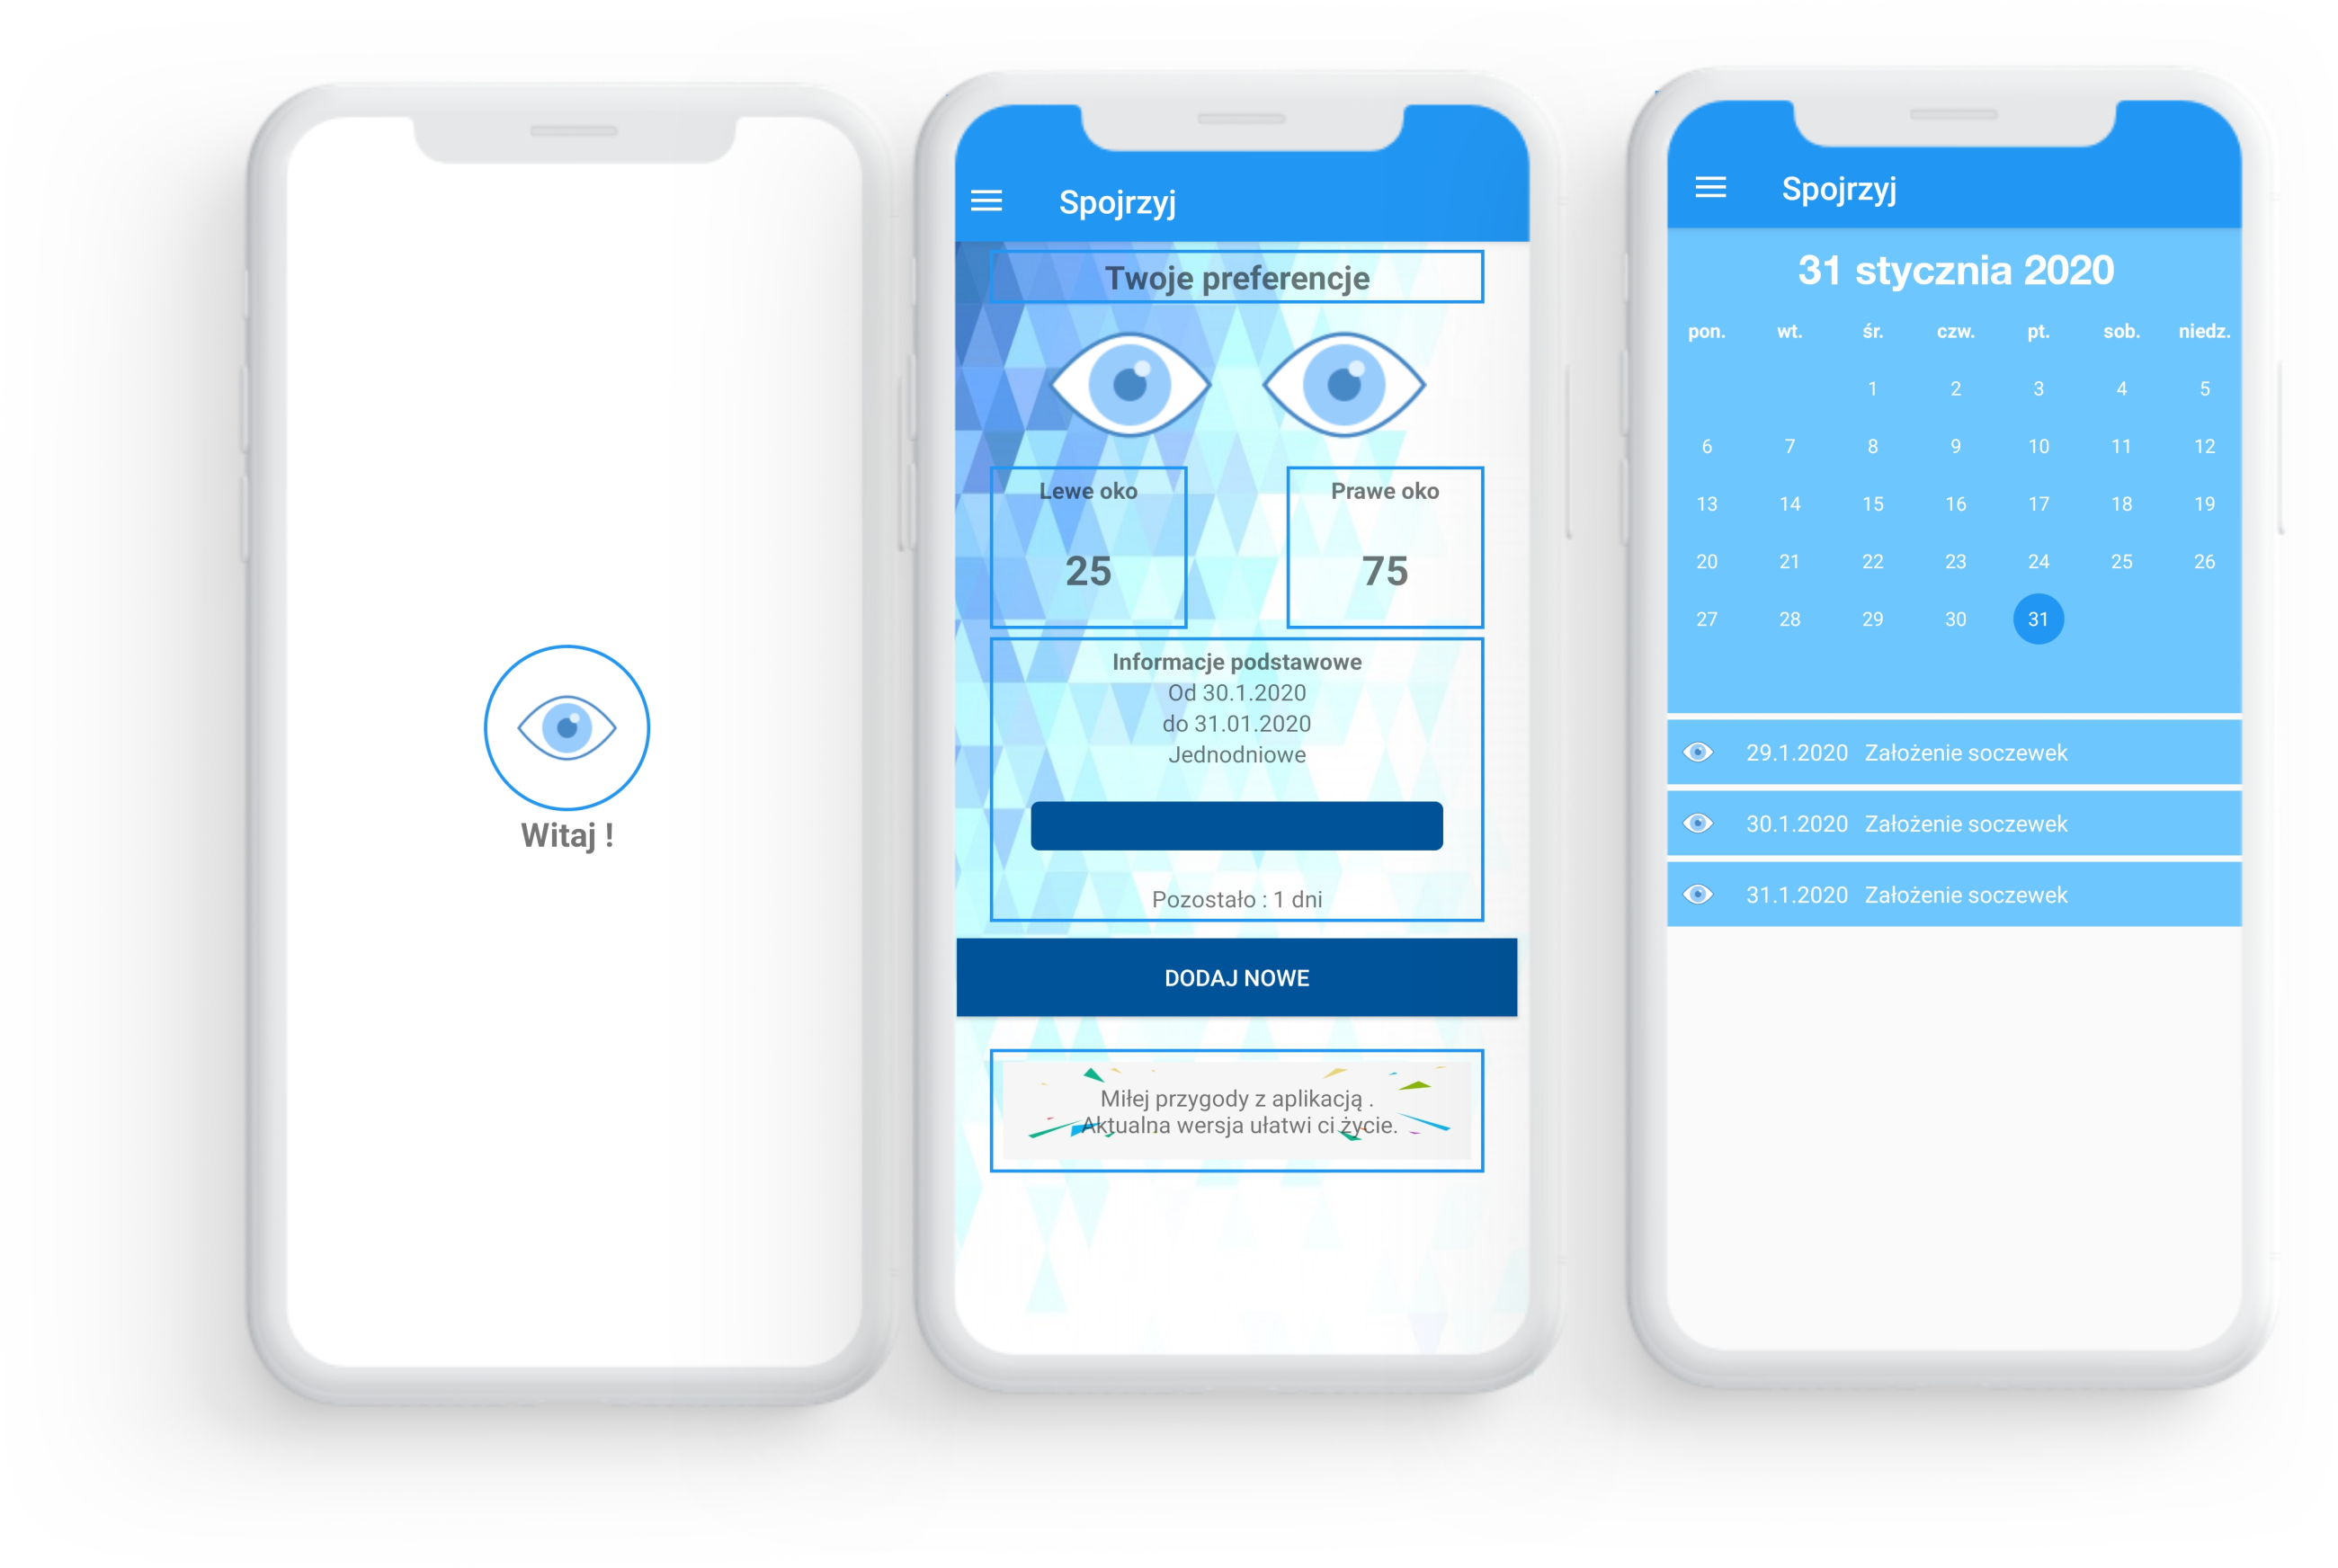 Witaj !
Spojrzyj
Twoje preferencje
Lewe oko
Prawe oko
25
75
Informacje podstawowe
Od 30.1.2020
do 31.01.2020
Jednodniowe
Pozostało : 1 dni
DODAJ NOWE
Miłej przygody z aplikacją .
Aktualna wersja ułatwi ci życie.
Spojrzyj
31 stycznia 2020
pon. wt. śr. czw. pt. sob. niedz.
1 2 3 4 5
6 7 8 9 10 11 12
13 14 15 16 17 18 19
20 21 22 23 24 25 26
27 28 29 30 31
29.1.2020 Założenie soczewek
30.1.2020 Założenie soczewek
31.1.2020 Założenie soczewek